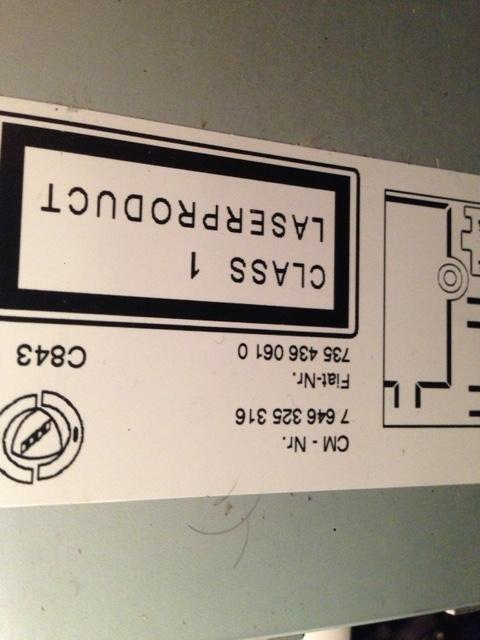 CM - Nr.
7 646 325 316
Fiat-Nr.
735 436 061 0
C843
CLASS 1
LASERPRODUCT